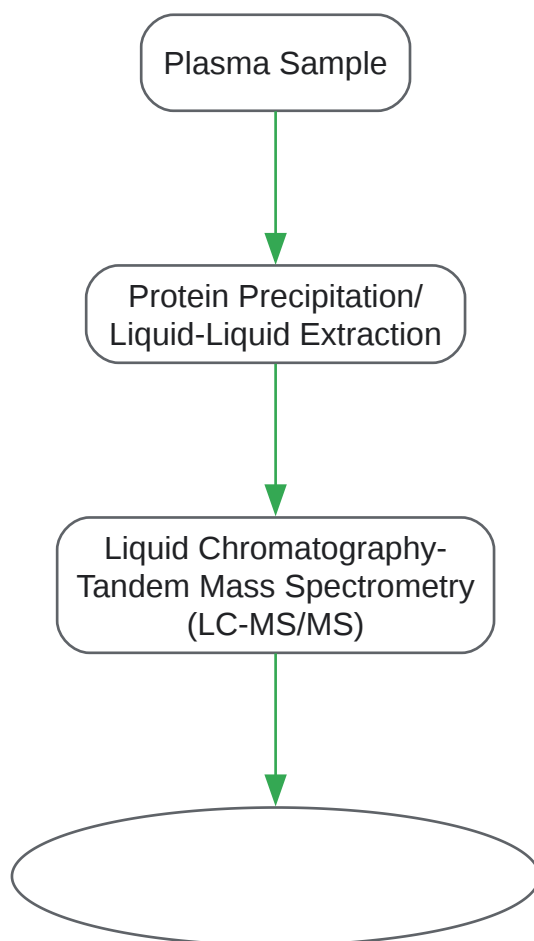 Plasma Sample
Protein Precipitation/
Liquid-Liquid Extraction
Liquid Chromatography-
Tandem Mass Spectrometry
(LC-MS/MS)